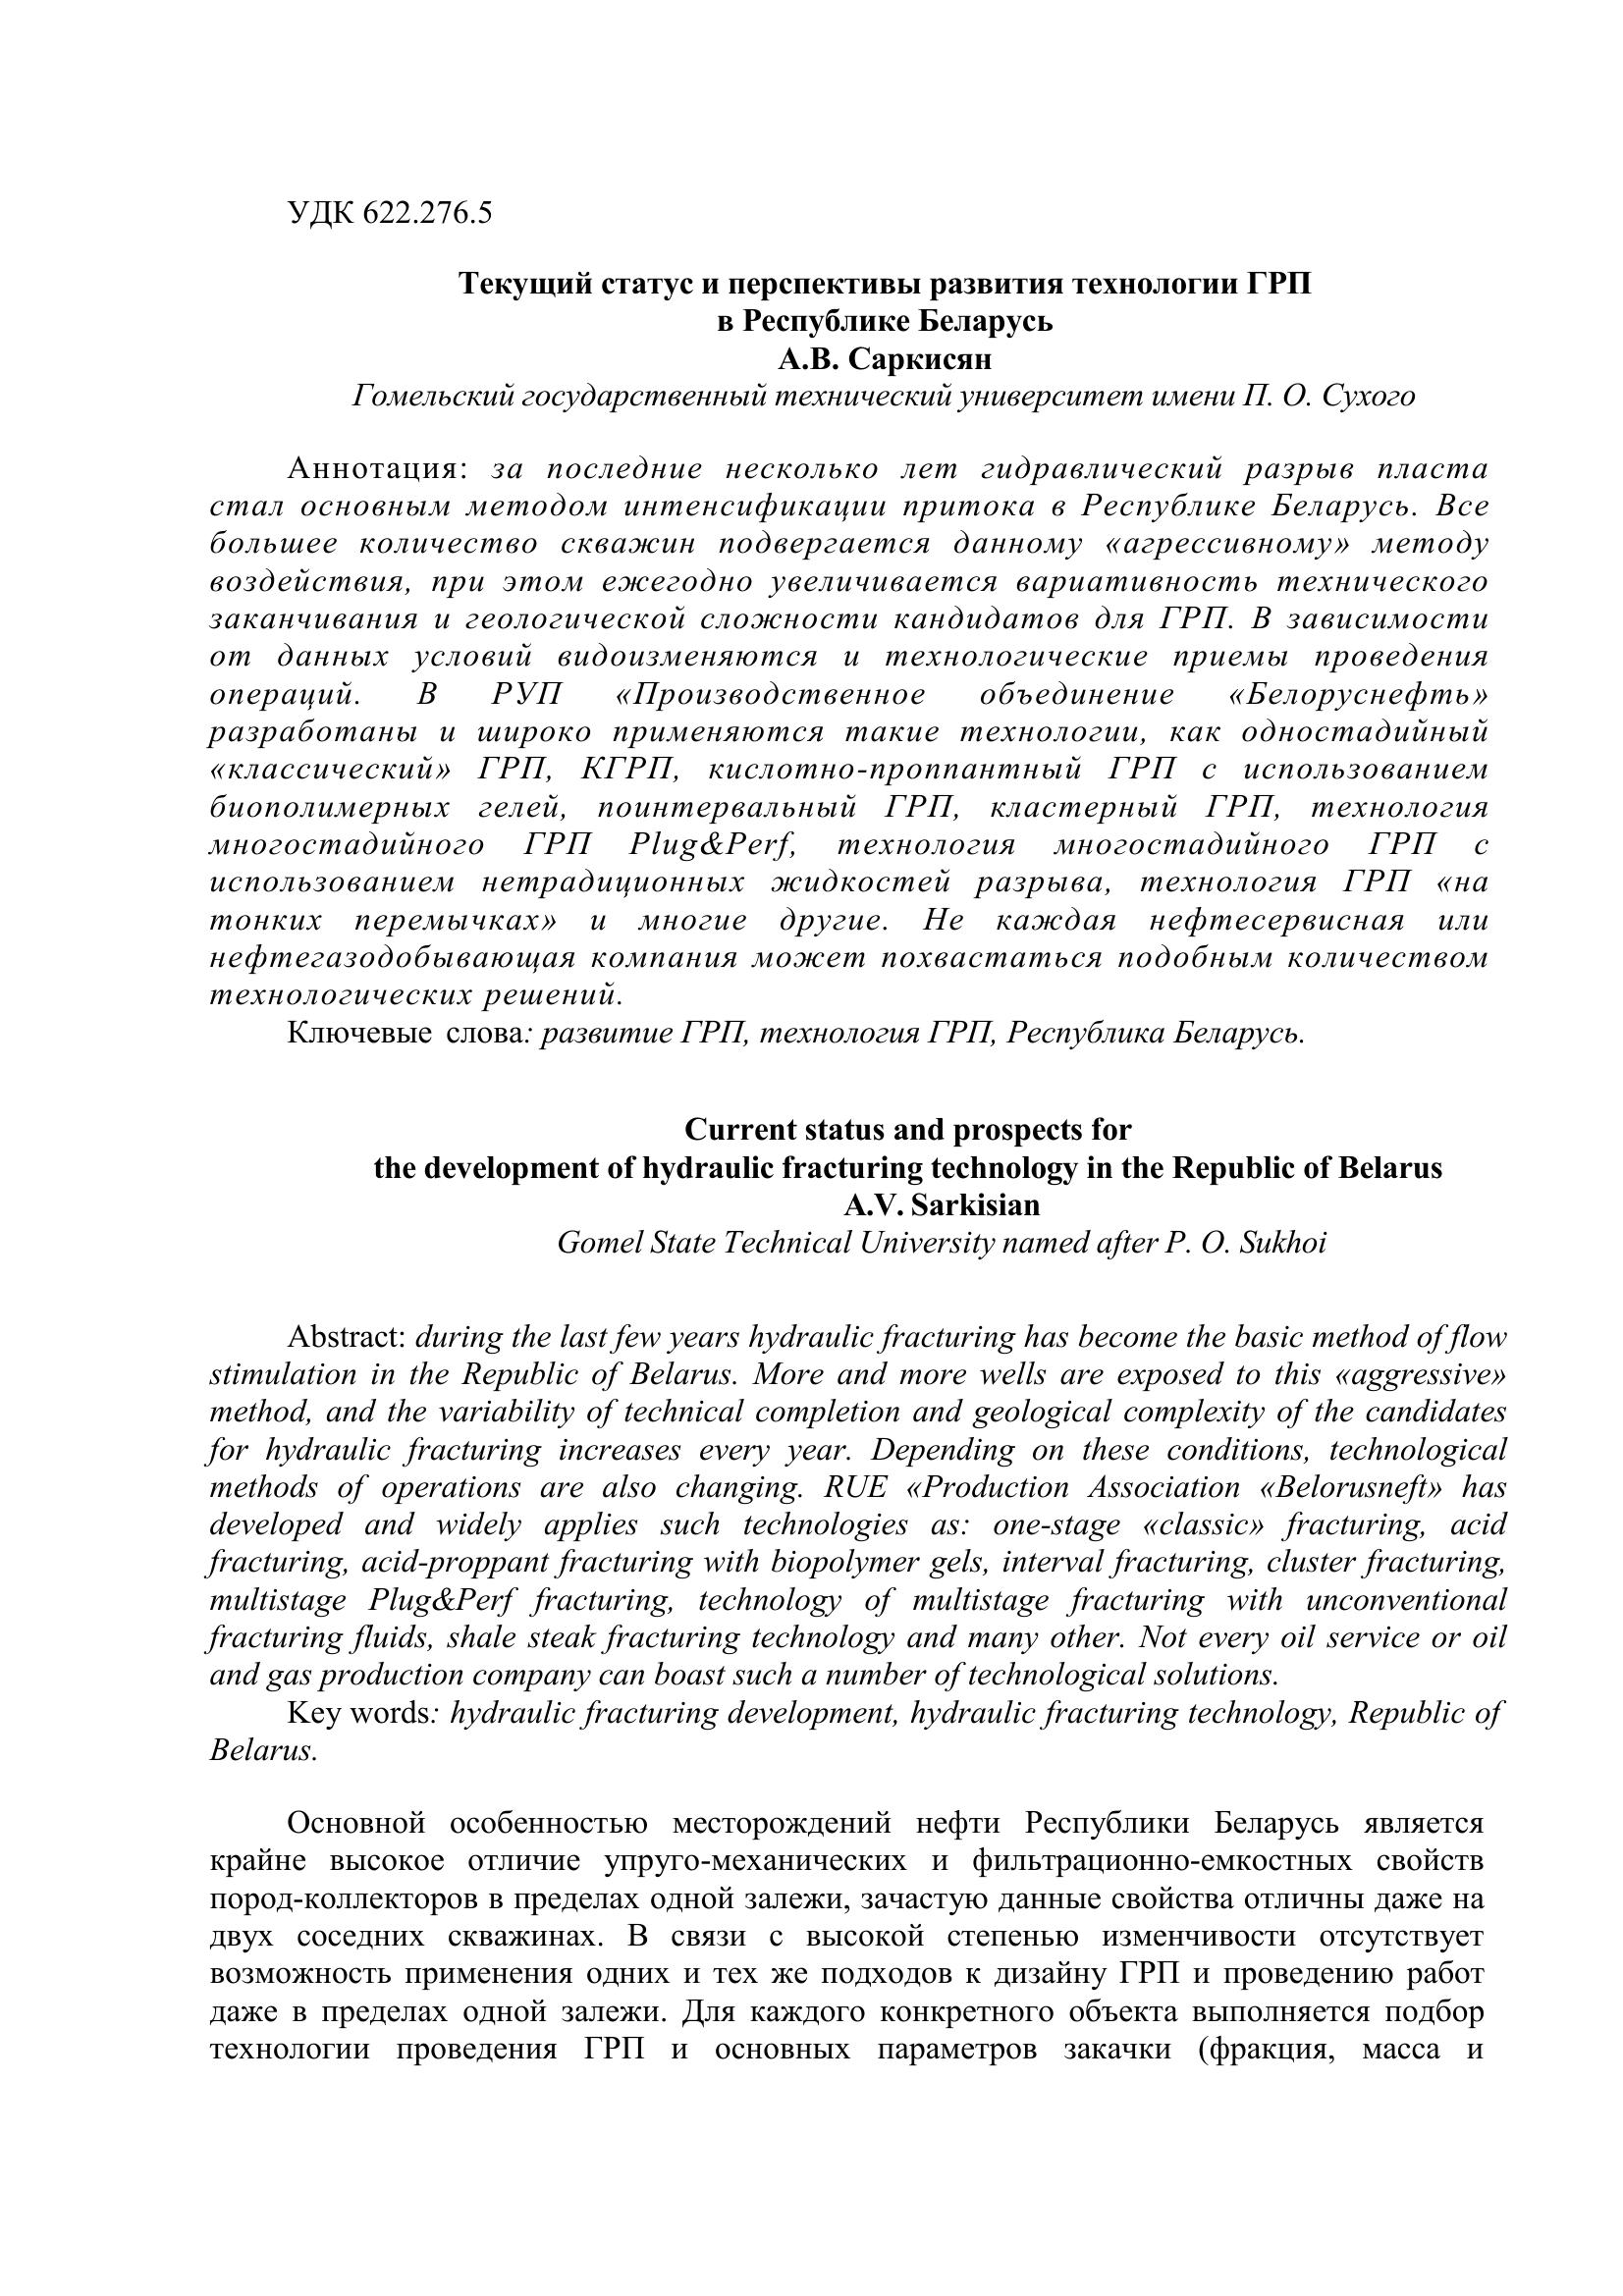 УДК 622.276.5
Текущий статус и перспективы развития технологии ГРП
в Республике Беларусь
А.В. Саркисян
Гомельский государственный технический университет имени П. О. Сухого
Аннотация: за последние несколько лет гидравлический разрыв пласта
стал основным методом интенсификации притока в Республике Беларусь. Все
большее количество скважин подвергается данному «агрессивному» методу
воздействия, при этом ежегодно увеличивается вариативность технического
заканчивания и геологической сложности кандидатов для ГРП. В зависимости
от данных условий видоизменяются и технологические приемы проведения
операций. В РУП «Производственное объединение «Белоруснефть»
разработаны и широко применяются такие технологии, как одностадийный
«классический» ГРП, КГРП, кислотно-проппантный ГРП с использованием
биополимерных гелей, поинтервальный ГРП, кластерный ГРП, технология
многостадийного ГРП Plug&Perf, технология многостадийного ГРП с
использованием нетрадиционных жидкостей разрыва, технология ГРП «на
тонких перемычках» и многие другие. Не каждая нефтесервисная или
нефтегазодобывающая компания может похвастаться подобным количеством
технологических решений.
Ключевые слова: развитие ГРП, технология ГРП, Республика Беларусь.
Current status and prospects for
the development of hydraulic fracturing technology in the Republic of Belarus
A.V. Sarkisian
Gomel State Technical University named after P. O. Sukhoi
Abstract: during the last few years hydraulic fracturing has become the basic method of flow
stimulation in the Republic of Belarus. More and more wells are exposed to this «aggressive»
method, and the variability of technical completion and geological complexity of the candidates
for hydraulic fracturing increases every year. Depending on these conditions, technological
methods of operations are also changing. RUE «Production Association «Belorusneft» has
developed and widely applies such technologies as: one-stage «classic» fracturing, acid
fracturing, acid-proppant fracturing with biopolymer gels, interval fracturing, cluster fracturing,
multistage Plug&Perf fracturing, technology of multistage fracturing with unconventional
fracturing fluids, shale steak fracturing technology and many other. Not every oil service or oil
and gas production company can boast such a number of technological solutions.
Key words: hydraulic fracturing development, hydraulic fracturing technology, Republic of
Belarus.
Основной особенностью месторождений нефти Республики Беларусь является
крайне высокое отличие упруго-механических и фильтрационно-емкостных свойств
пород-коллекторов в пределах одной залежи, зачастую данные свойства отличны даже на
двух соседних скважинах. В связи с высокой степенью изменчивости отсутствует
возможность применения одних и тех же подходов к дизайну ГРП и проведению работ
даже в пределах одной залежи. Для каждого конкретного объекта выполняется подбор
технологии проведения ГРП и основных параметров закачки (фракция, масса и